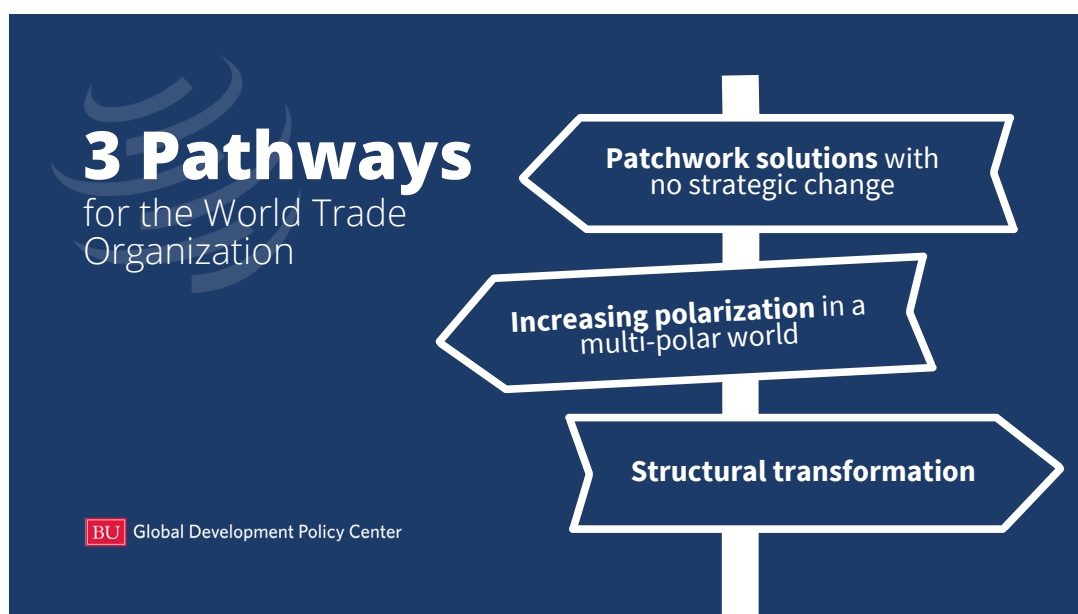 3 Pathways
for the World Trade
Organization
Patchwork solutions with
no strategic change
Increasing polarization in a
multi-polar world
Structural transformation
BU Global Development Policy Center